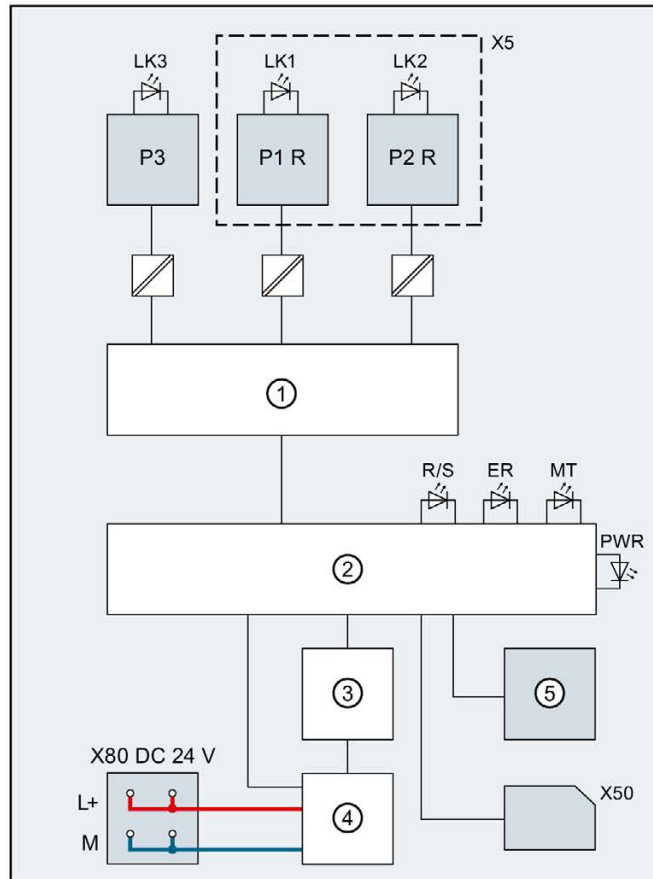 X5
LK3 LK1 LK2
P3 P1 R P2 R
1
R/S ER MT
PWR
2
3 5
X80 DC 24 V
X50
L+
4
M